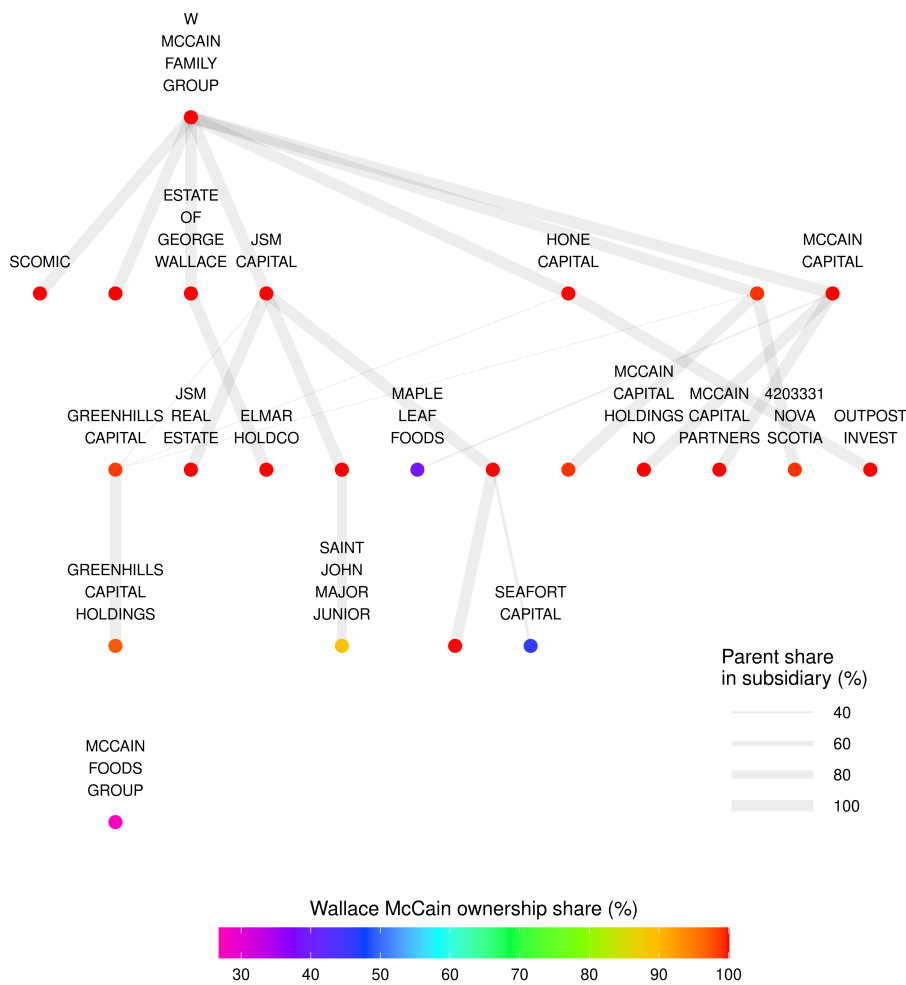 W
MCCAIN
FAMILY
GROUP
ESTATE
OF
GEORGE
WALLACE
JSM
CAPITAL
HONE
CAPITAL
MCCAIN
CAPITAL
SCOMIC
GREENHILLS
CAPITAL
JSM
REAL
ESTATE
ELMAR
HOLDCO
MAPLE
LEAF
FOODS
MCCAIN
CAPITAL
HOLDINGS
NO
MCCAIN
CAPITAL
PARTNERS
4203331
NOVA
SCOTIA
OUTPOST
INVEST
GREENHILLS
CAPITAL
HOLDINGS
SAINT
JOHN
MAJOR
JUNIOR
SEAFORT
CAPITAL
MCCAIN
FOODS
GROUP
Parent share
in subsidiary (%)
40
60
80
100
Wallace McCain ownership share (%)
30 40 50 60 70 80 90 100